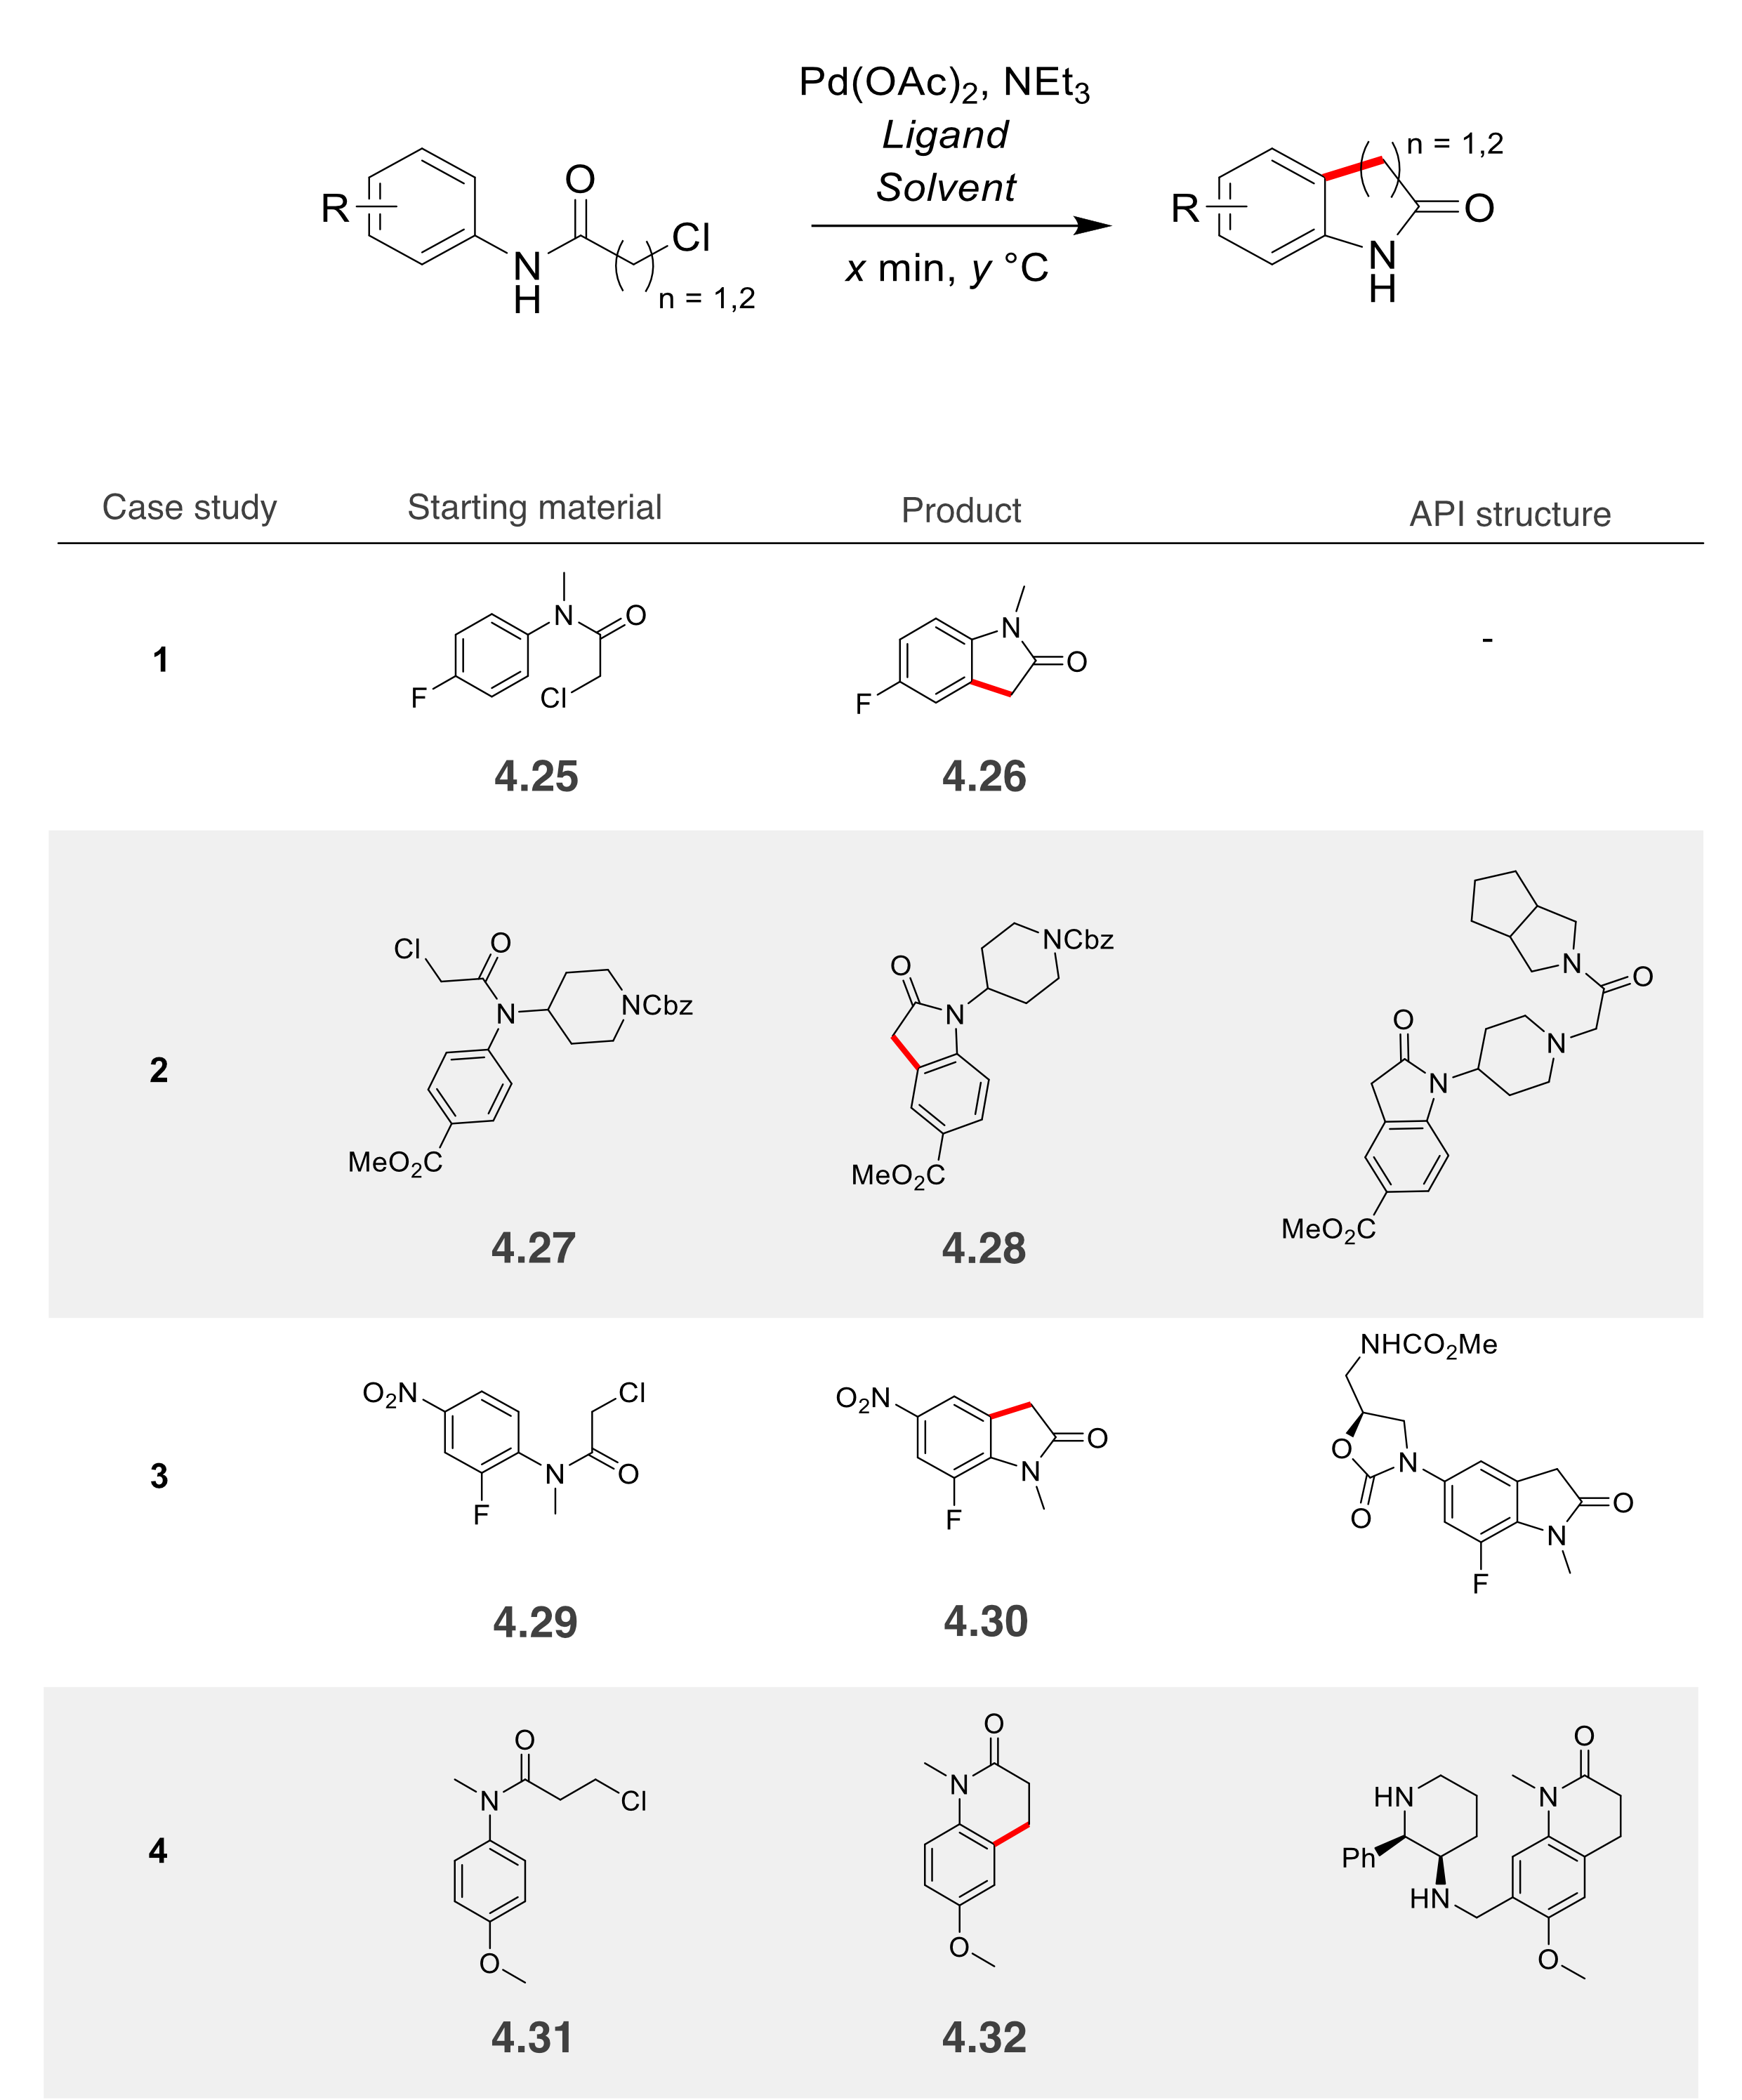 Pd(OAc)2, NEt3
Ligand
Solvent
x min, y °C
R
O
N
H
Cl
n = 1,2
R
n = 1,2
O
N
H
Case study Starting material Product API structure
1
N
O
F
Cl
4.25
N
O
F
4.26
-
2
Cl
O
N
NCbz
MeO2C
4.27
NCbz
O
N
MeO2C
4.28
N
O
O
N
N
MeO2C
3
O2N
Cl
N
O
F
4.29
O2N
O
N
F
4.30
NHCO2Me
O
N
O
O
N
F
4
O
N
Cl
O
4.31
O
N
O
4.32
O
HN
N
Ph
HN
O